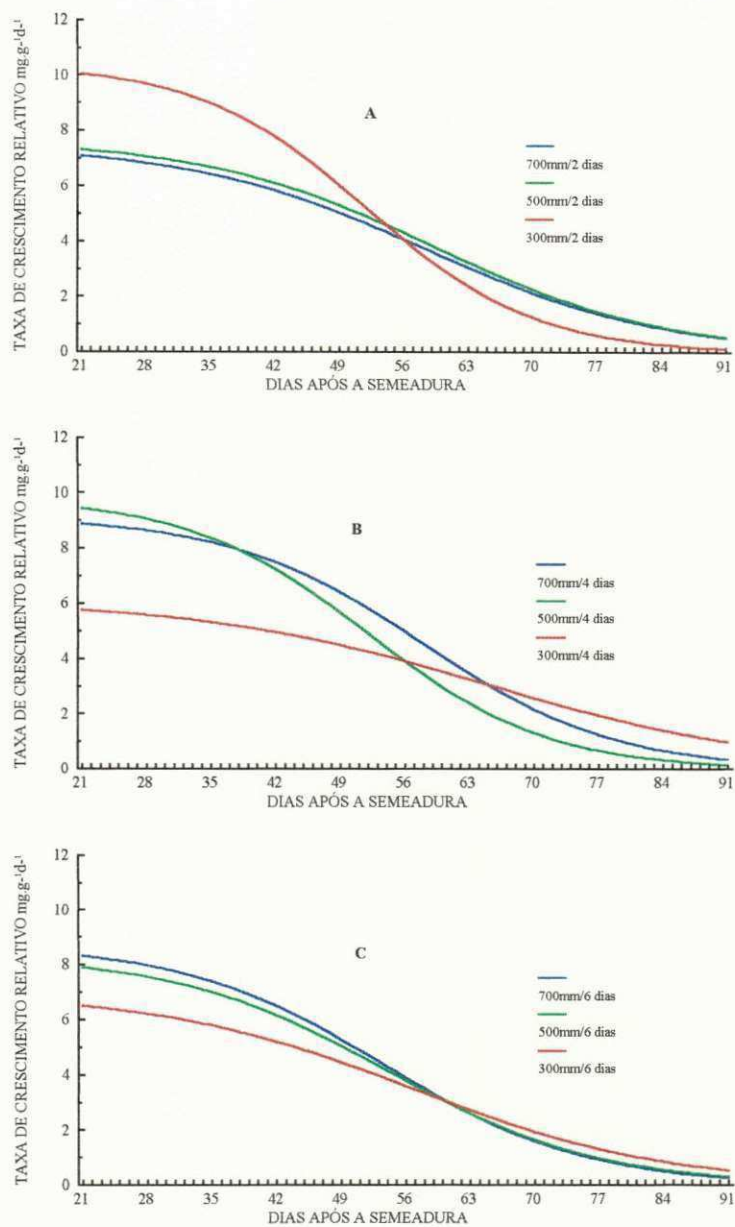 TAXA DE CRESCIMENTO RELATIVO mg.g-¹d-¹
12
10
8
6
4
2
0
A
700mm/2 dias
500mm/2 dias
300mm/2 dias
21 28 35 42 49 56 63 70 77 84 91
DIAS APÓS A SEMEADURA
TAXA DE CRESCIMENTO RELATIVO mg.g-¹d-¹
12
10
8
6
4
2
0
B
700mm/4 dias
500mm/4 dias
300mm/4 dias
21 28 35 42 49 56 63 70 77 84 91
DIAS APÓS A SEMEADURA
TAXA DE CRESCIMENTO RELATIVO mg.g-¹d-¹
12
10
8
6
4
2
0
C
700mm/6 dias
500mm/6 dias
300mm/6 dias
21 28 35 42 49 56 63 70 77 84 91
DIAS APÓS A SEMEADURA